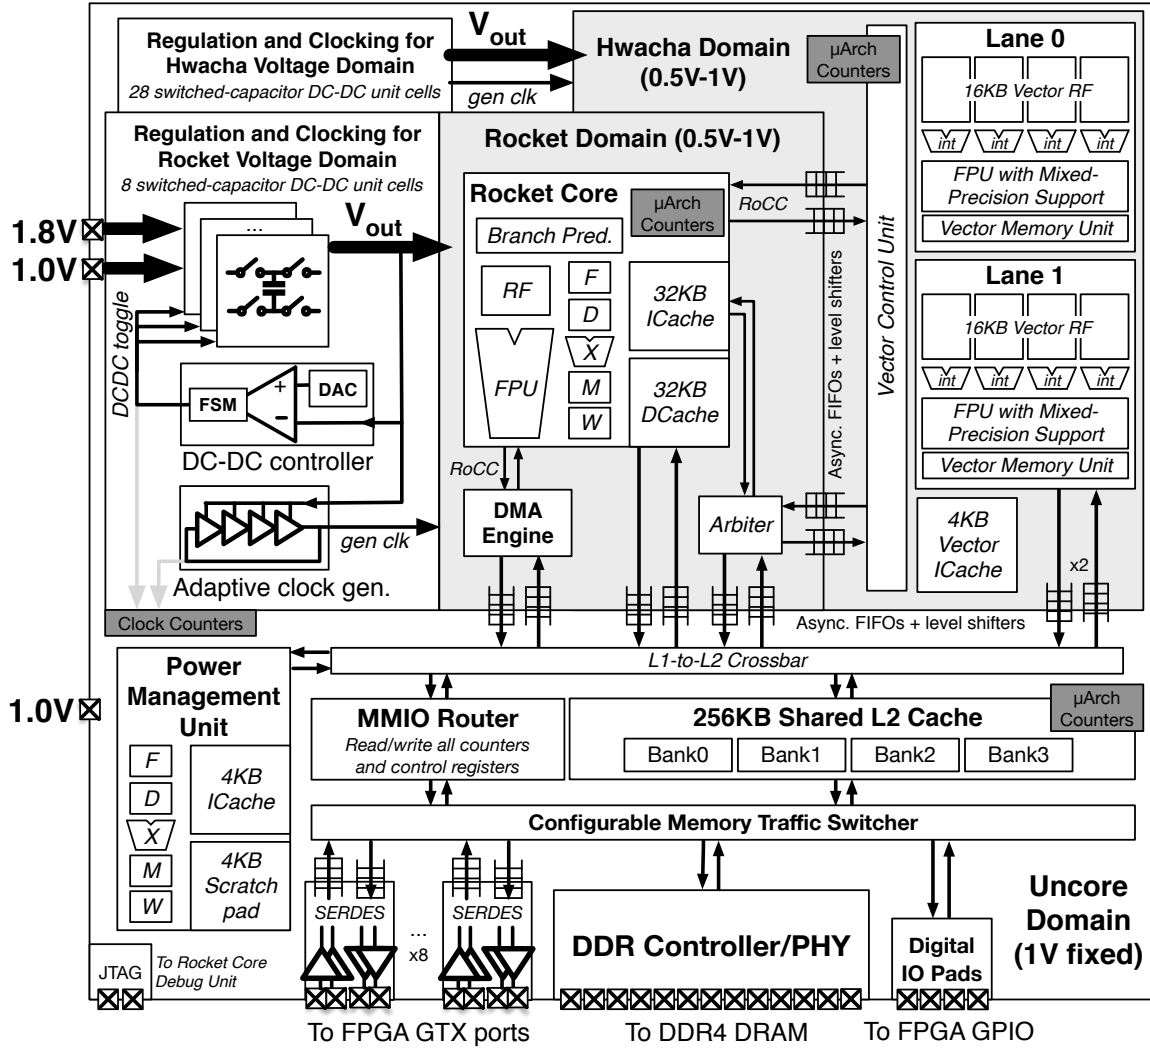 Regulation and Clocking for
Hwacha Voltage Domain
28 switched-capacitor DC-DC unit cells
Vout
gen clk
Hwacha Domain
(0.5V-1V)
µArch
Counters
Lane 0
16KB Vector RF
int
int
int
int
FPU with Mixed-
Precision Support
Vector Memory Unit
Lane 1
16KB Vector RF
int
int
int
int
FPU with Mixed-
Precision Support
Vector Memory Unit
4KB
Vector
ICache
x2
Vector Control Unit
Regulation and Clocking for
Rocket Voltage Domain
8 switched-capacitor DC-DC unit cells
1.8V
1.0V
...
Vout
DCDC toggle
FSM
+
−
DAC
DC-DC controller
gen clk
Adaptive clock gen.
Clock Counters
Rocket Domain (0.5V-1V)
Rocket Core
µArch
Counters
Branch Pred.
RF
FPU
F
D
X
M
W
32KB
ICache
32KB
DCache
RoCC
RoCC
DMA
Engine
Arbiter
Async. FIFOs + level shifters
Async. FIFOs + level shifters
L1-to-L2 Crossbar
1.0V
Power
Management
Unit
F
D
X
M
W
4KB
ICache
4KB
Scratch
pad
MMIO Router
Read/write all counters
and control registers
256KB Shared L2 Cache
µArch
Counters
Bank0
Bank1
Bank2
Bank3
Configurable Memory Traffic Switcher
SERDES
...
x8
SERDES
DDR Controller/PHY
Digital
IO Pads
Uncore
Domain
(1V fixed)
JTAG
To Rocket Core
Debug Unit
To FPGA GTX ports
To DDR4 DRAM
To FPGA GPIO